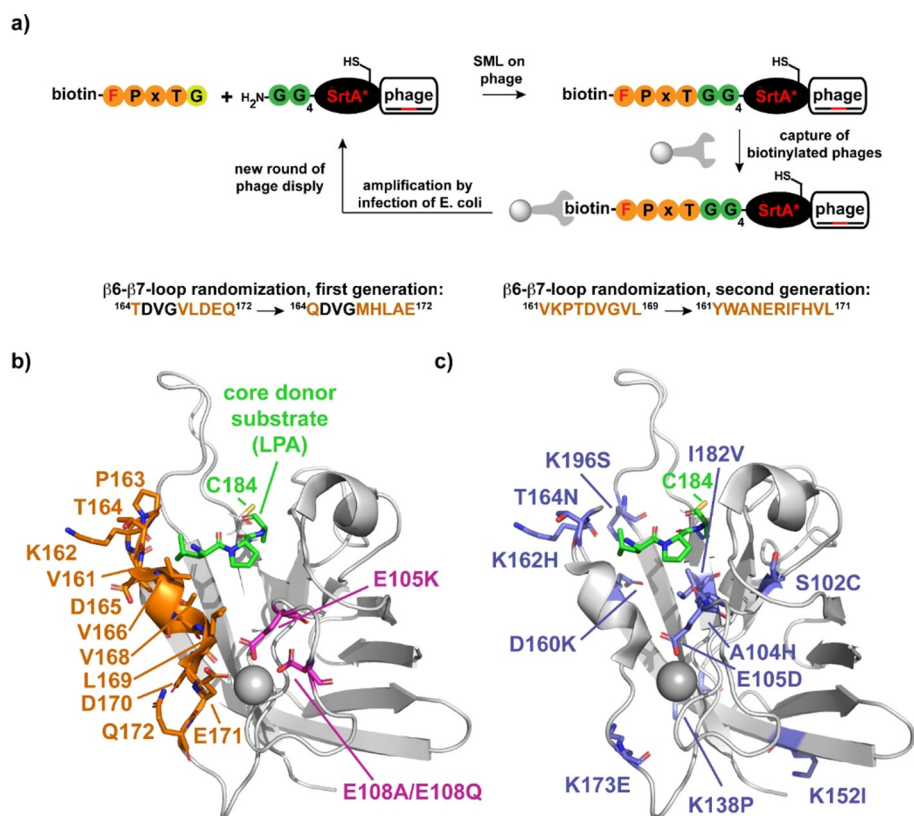 a)
biotin-F P x T G + H2N-G G4 SrtA* phage
HS
SML on phage
biotin-F P x T G G4 SrtA* phage
HS
capture of biotinylated phages
new round of phage disply
amplification by infection of E. coli
biotin-F P x T G G4 SrtA* phage
HS
β6-β7-loop randomization, first generation:
164TDVGVLDEQ172 → 164QDVGMHLAE172
β6-β7-loop randomization, second generation:
161VKPTDVGVL169 → 161YWANERIFHVL171
b)
core donor
substrate
(LPA)
P163
C184
T164
K162
V161
E105K
D165
V166
V168
L169
D170
Q172
E171
E108A/E108Q
c)
I182V
K196S
C184
T164N
K162H
S102C
D160K
A104H
E105D
K173E
K138P
K152I